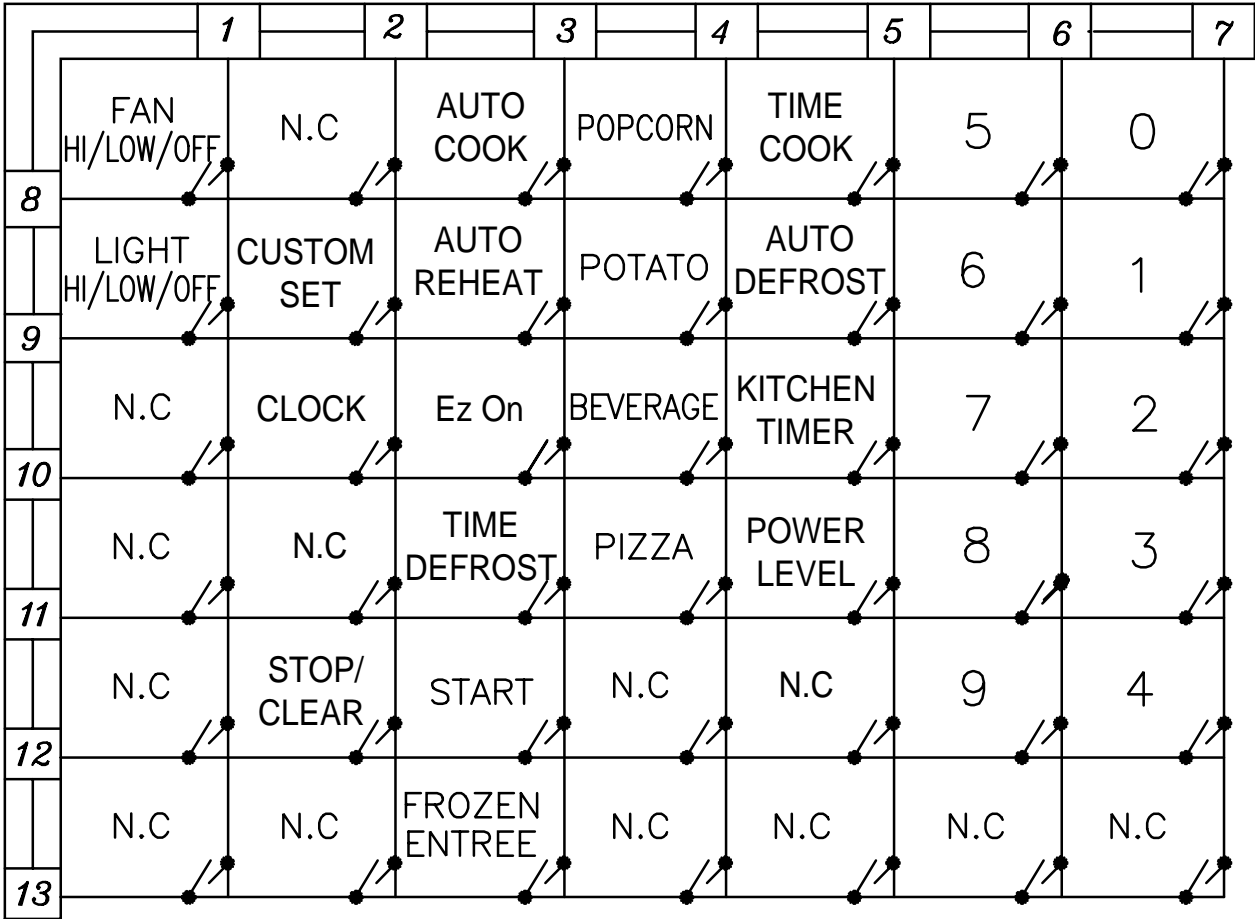 1 2 3 4 5 6 7
FAN
HI/LOW/OFF
N.C
AUTO
COOK
POPCORN
TIME
COOK
5
0
8
LIGHT
HI/LOW/OFF
CUSTOM
SET
AUTO
REHEAT
POTATO
AUTO
DEFROST
6
1
9
N.C
CLOCK
Ez On
BEVERAGE
KITCHEN
TIMER
7
2
10
N.C
N.C
TIME
DEFROST
PIZZA
POWER
LEVEL
8
3
11
N.C
STOP/
CLEAR
START
N.C
N.C
9
4
12
N.C
N.C
FROZEN
ENTREE
N.C
N.C
N.C
N.C
13